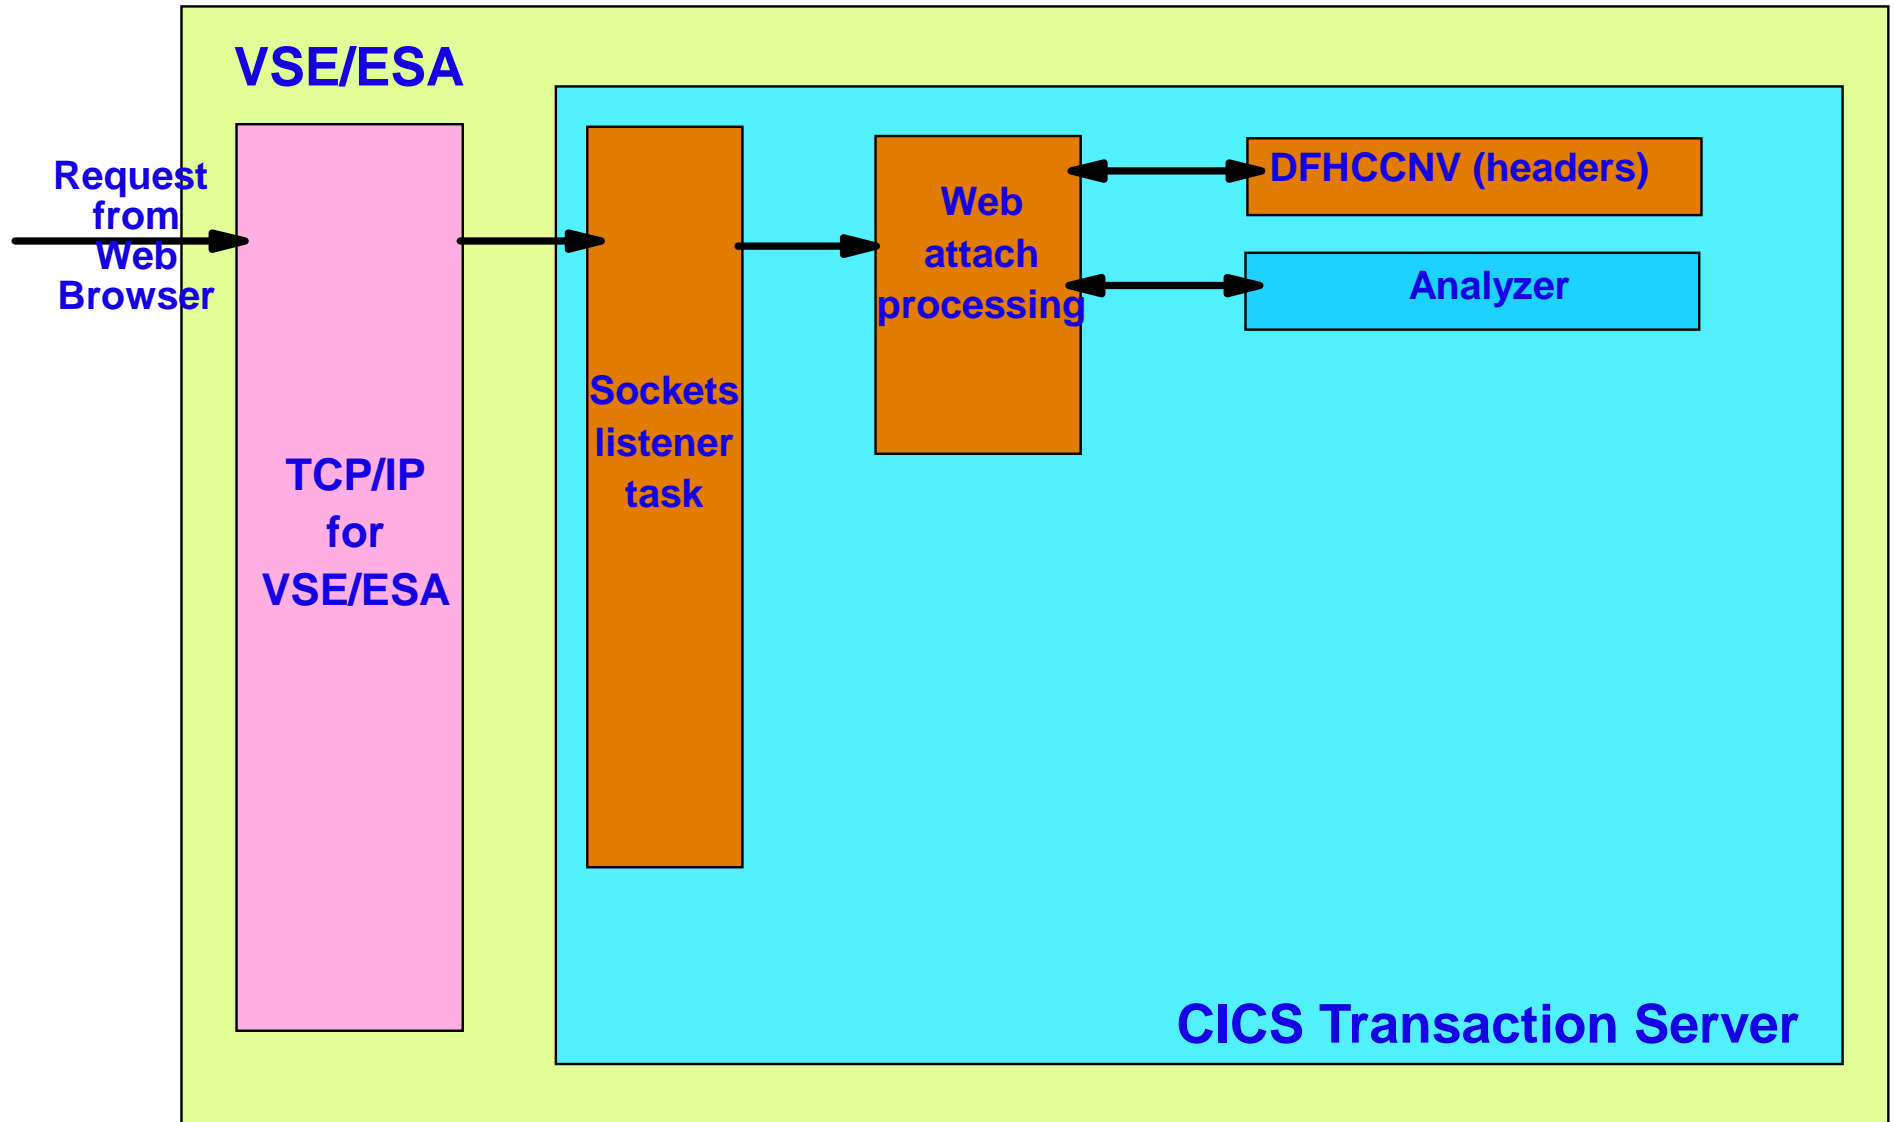 VSE/ESA
Request
from
Web
Browser
TCP/IP
for
VSE/ESA
Sockets
listener
task
Web
attach
processing
DFHCCNV (headers)
Analyzer
CICS Transaction Server